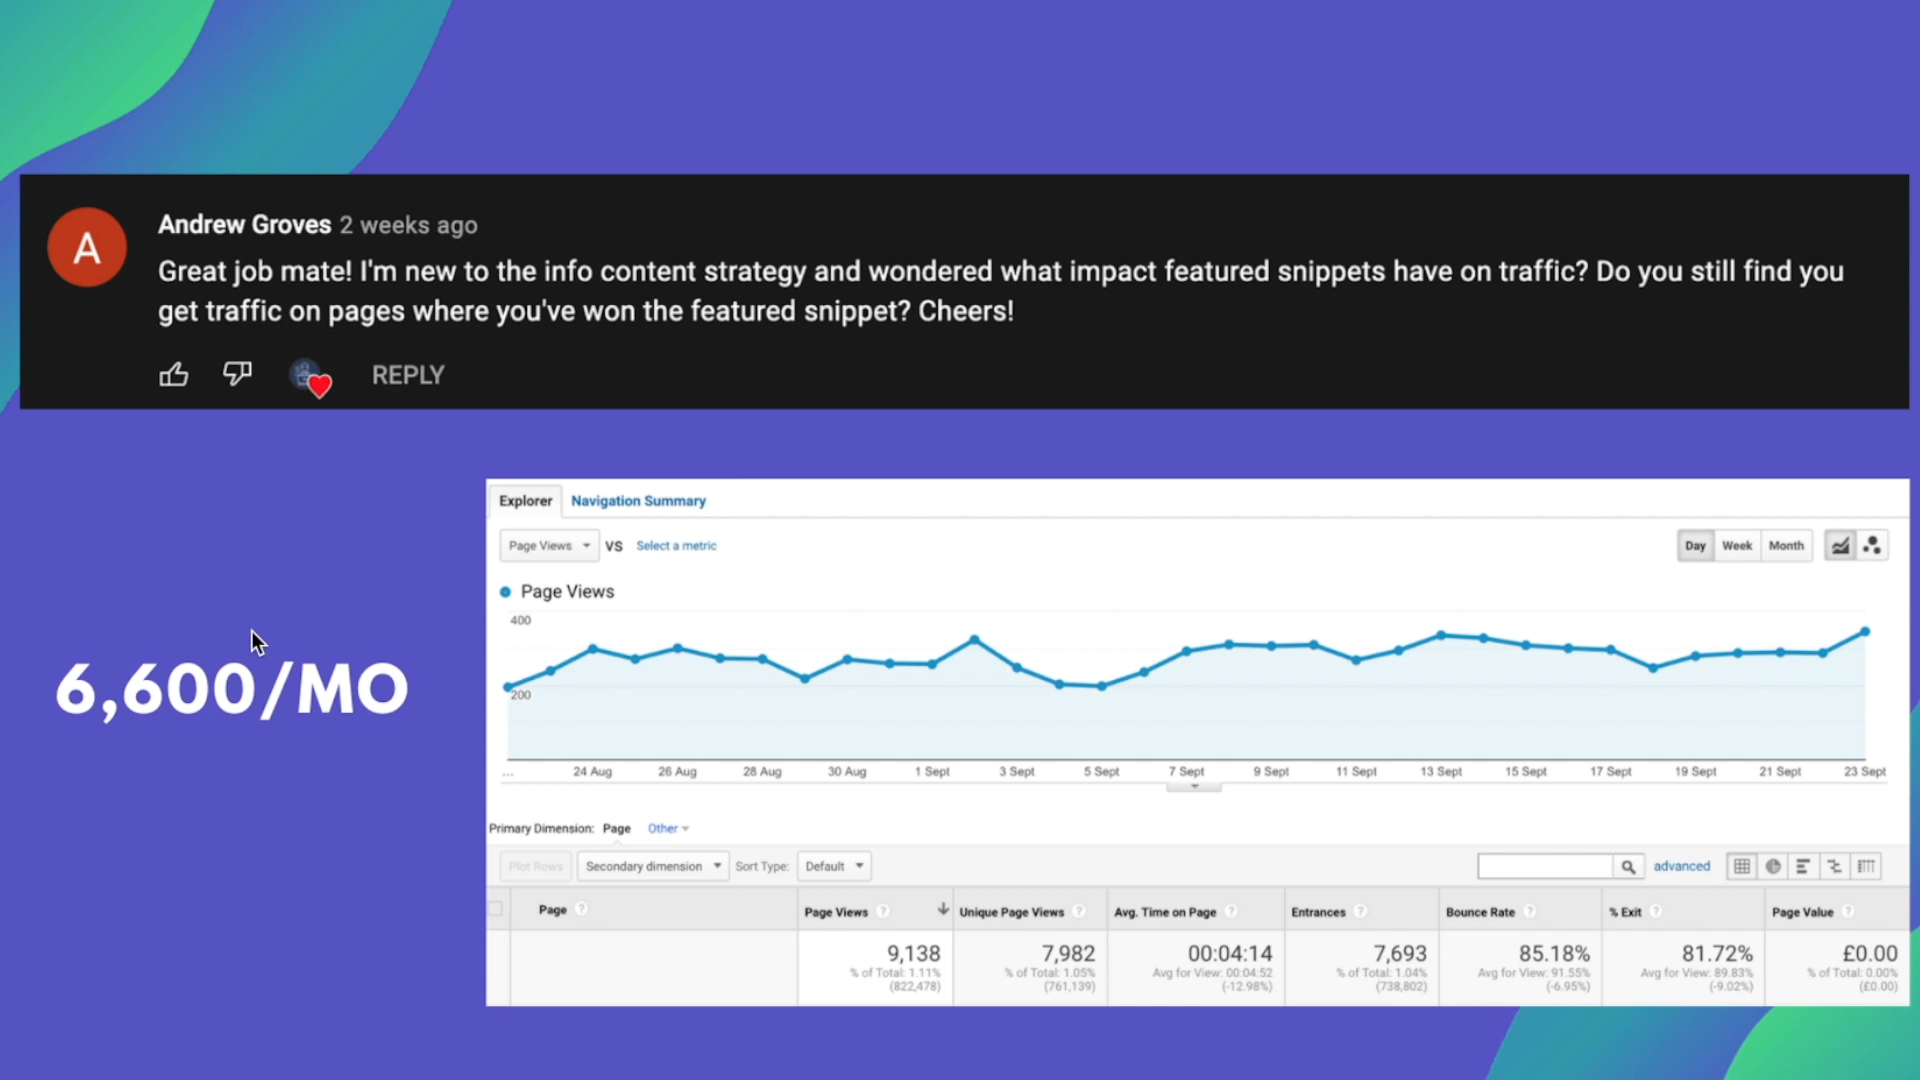 A
Andrew Groves 2 weeks ago
Great job mate! I'm new to the info content strategy and wondered what impact featured snippets have on traffic? Do you still find you
get traffic on pages where you've won the featured snippet? Cheers!
REPLY
6,600/MO
Explorer Navigation Summary
Page Views VS Select a metric
Day Week Month
Page Views
400
200
... 24 Aug 26 Aug 28 Aug 30 Aug 1 Sept 3 Sept 5 Sept 7 Sept 9 Sept 11 Sept 13 Sept 15 Sept 17 Sept 19 Sept 21 Sept 23 Sept
Primary Dimension: Page Other
Plot Rows Secondary dimension Sort Type: Default advanced
Page ? Page Views ? Unique Page Views ? Avg. Time on Page ? Entrances ? Bounce Rate ? % Exit ? Page Value ?
9,138 7,982 00:04:14 7,693 85.18% 81.72% £0.00
% of Total: 1.11% % of Total: 1.05% Avg for View: 00:04:52 % of Total: 1.04% Avg for View: 91.55% Avg for View: 89.83% % of Total: 0.00%
(822,478) (761,139) (-12.98%) (738,802) (-6.95%) (-9.02%) (£0.00)